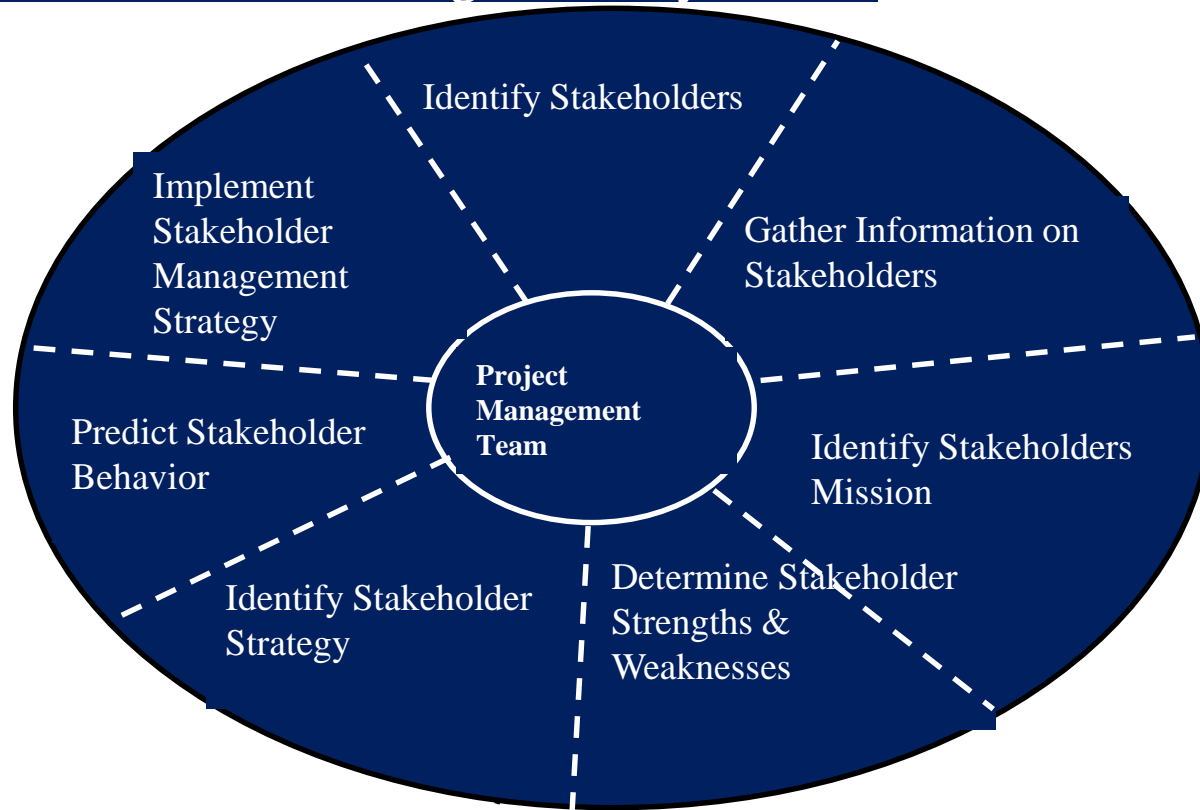 Identify Stakeholders
Gather Information on
Stakeholders
Identify Stakeholders
Mission
Determine Stakeholder
Strengths &
Weaknesses
Identify Stakeholder
Strategy
Predict Stakeholder
Behavior
Implement
Stakeholder
Management
Strategy
Project
Management
Team